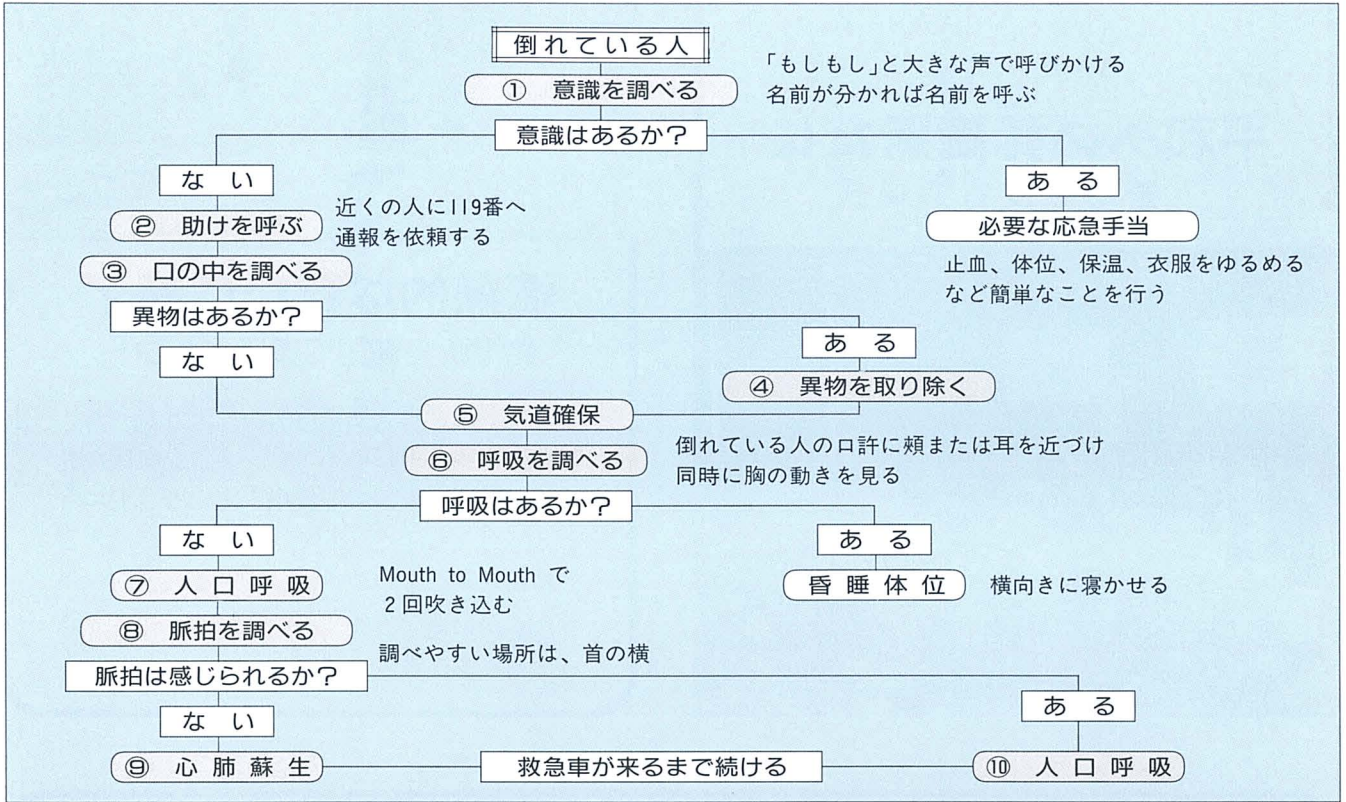 倒れている人
① 意識を調べる
「もしもし」と大きな声で呼びかける
名前が分かれば名前を呼ぶ
意識はあるか？
ない
ある
② 助けを呼ぶ
近くの人に119番へ
通報を依頼する
必要な応急手当
止血、体位、保温、衣服をゆるめる
など簡単なことを行う
③ 口の中を調べる
異物はあるか？
ない
ある
④ 異物を取り除く
⑤ 気道確保
⑥ 呼吸を調べる
倒れている人の口許に頰または耳を近づけ
同時に胸の動きを見る
呼吸はあるか？
ない
ある
⑦ 人口呼吸
Mouth to Mouth で
2回吹き込む
昏睡体位
横向きに寝かせる
⑧ 脈拍を調べる
調べやすい場所は、首の横
脈拍は感じられるか？
ない
ある
⑨ 心肺蘇生
救急車が来るまで続ける
⑩ 人口呼吸